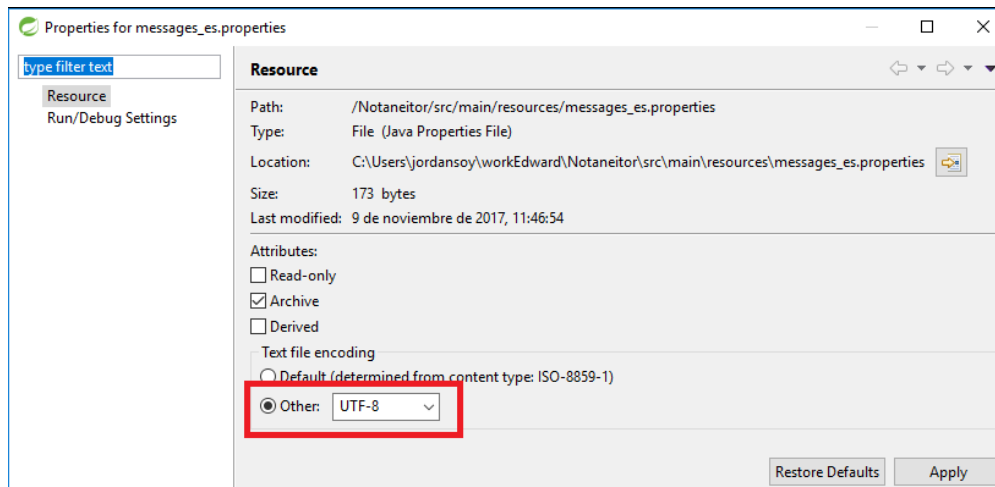 Properties for messages_es.properties
type filter text
Resource
Run/Debug Settings
Resource
Path: /Notaneitor/src/main/resources/messages_es.properties
Type: File (Java Properties File)
Location: C:\Users\jordansoy\workEdward\Notaneitor\src\main\resources\messages_es.properties
Size: 173 bytes
Last modified: 9 de noviembre de 2017, 11:46:54
Attributes:
Read-only
Archive
Derived
Text file encoding
Default (determined from content type: ISO-8859-1)
Other: UTF-8
Restore Defaults Apply